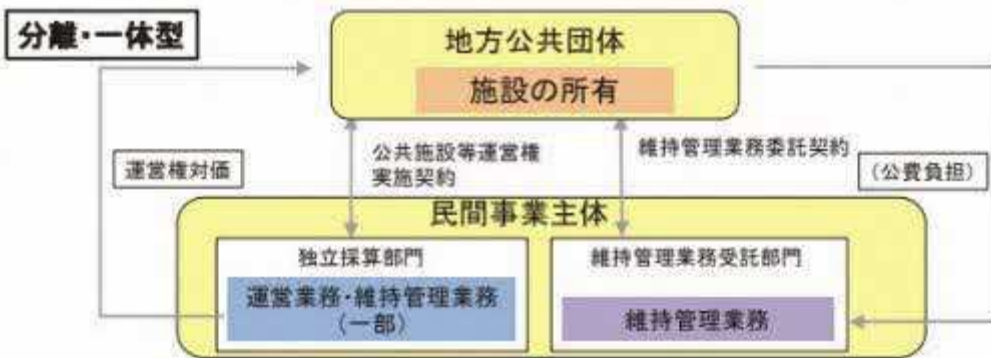 分離・一体型
地方公共団体
施設の所有
運営権対価
公共施設等運営権
実施契約
維持管理業務委託契約
（公費負担）
民間事業主体
独立採算部門
運営業務・維持管理業務
（一部）
維持管理業務受託部門
維持管理業務